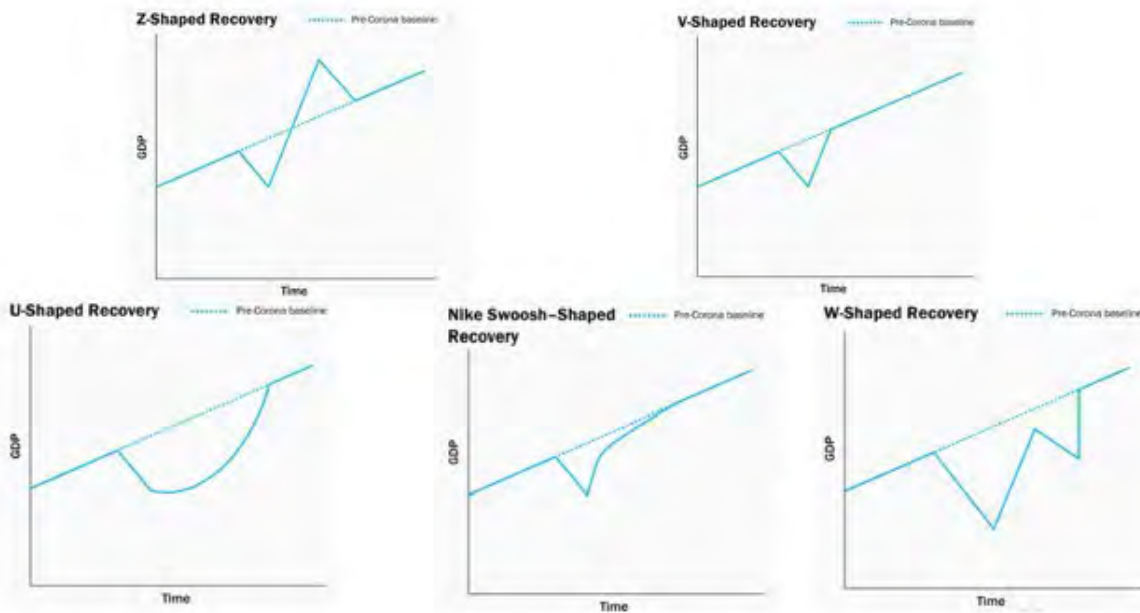 Z-Shaped Recovery
Pre-Corona baseline
GDP
Time
V-Shaped Recovery
Pre-Corona baseline
GDP
Time
U-Shaped Recovery
Pre-Corona baseline
GDP
Time
Nike Swoosh–Shaped
Recovery
Pre-Corona baseline
GDP
Time
W-Shaped Recovery
Pre-Corona baseline
GDP
Time